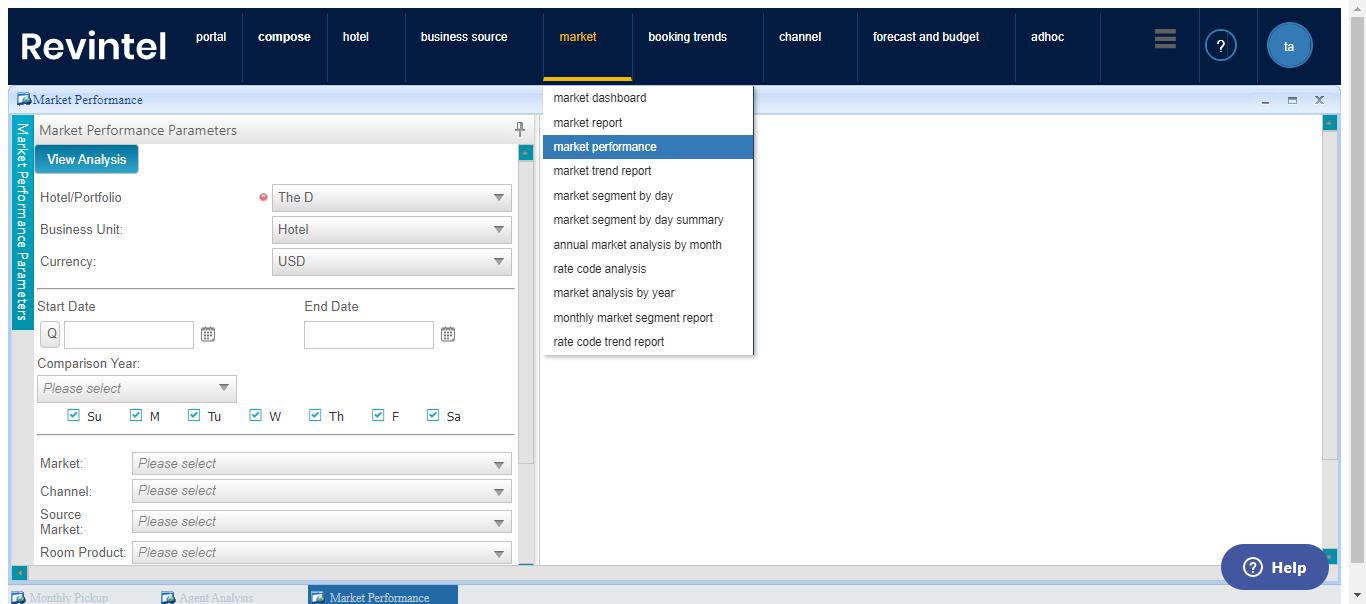 Revintel
portal
compose
hotel
business source
market
booking trends
channel
forecast and budget
adhoc
?
ta
Market Performance
market dashboard
market report
market performance
market trend report
market segment by day
market segment by day summary
annual market analysis by month
rate code analysis
market analysis by year
monthly market segment report
rate code trend report
Market Performance Parameters
Market Performance Parameters
View Analysis
Hotel/Portfolio
The D
Business Unit:
Hotel
Currency:
USD
Start Date
End Date
Q
Comparison Year:
Please select
Su M Tu W Th F Sa
Market:
Please select
Channel:
Please select
Source
Market:
Please select
Room Product:
Please select
? Help
Monthly Pickup
Agent Analysis
Market Performance